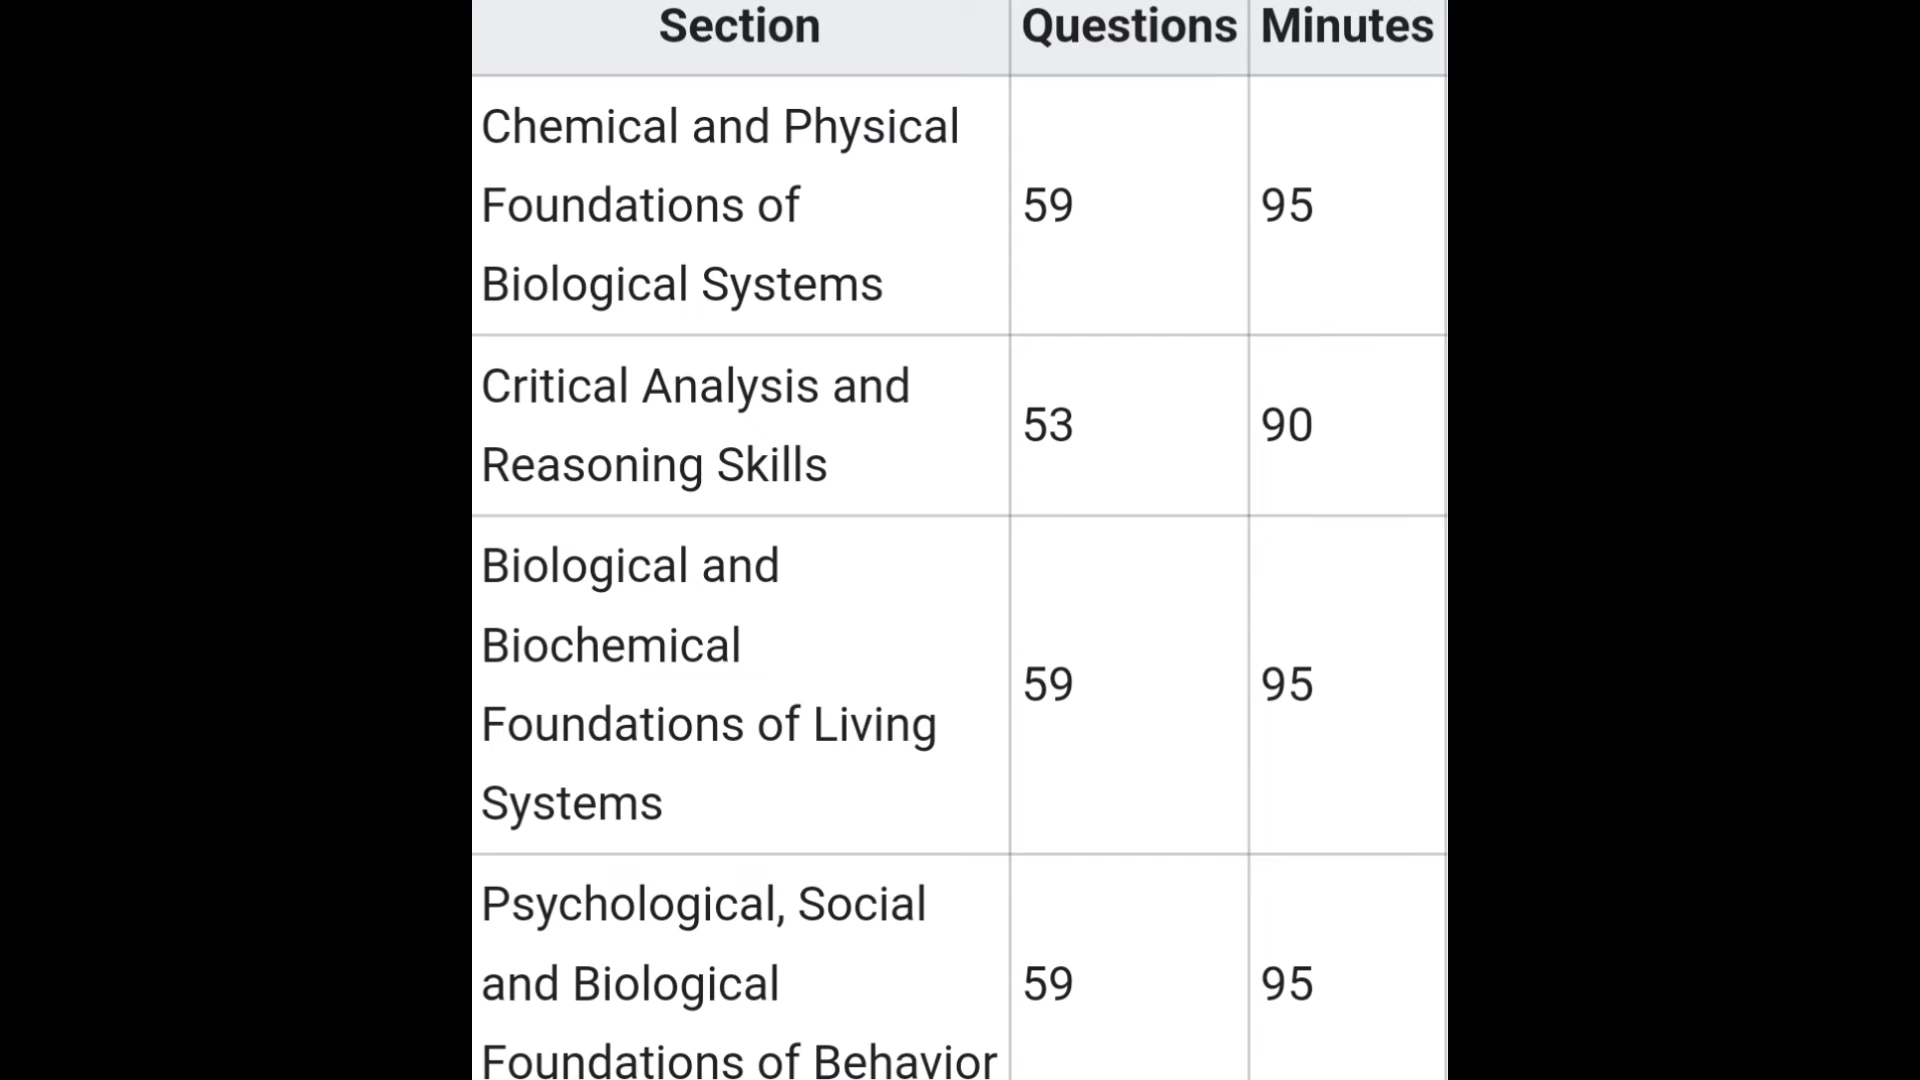 Section Questions Minutes
Chemical and Physical
Foundations of
Biological Systems
59 95
Critical Analysis and
Reasoning Skills
53 90
Biological and
Biochemical
Foundations of Living
Systems
59 95
Psychological, Social
and Biological
Foundations of Behavior
59 95